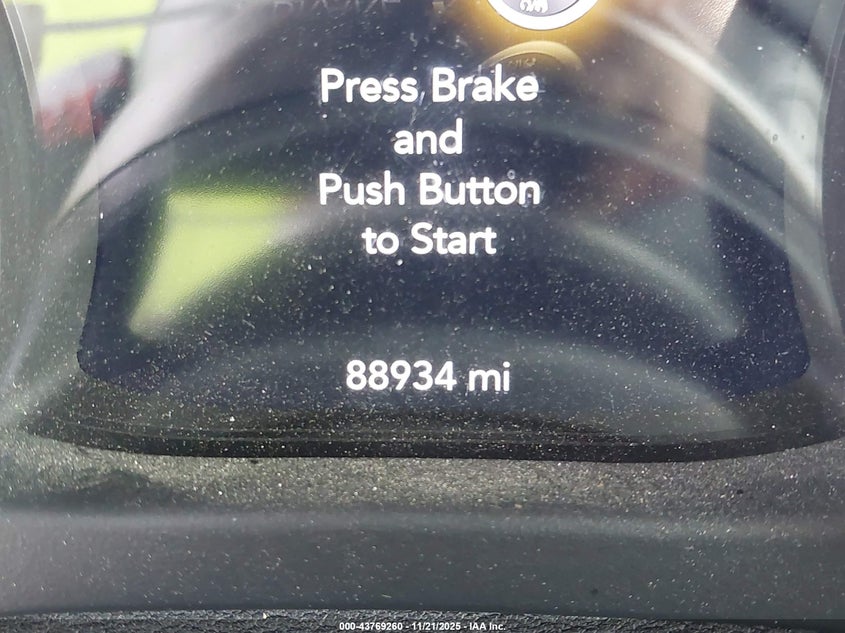 Press Brake
and
Push Button
to Start
88934 mi
000-43769260 - 11/21/2025 - IAA Inc.